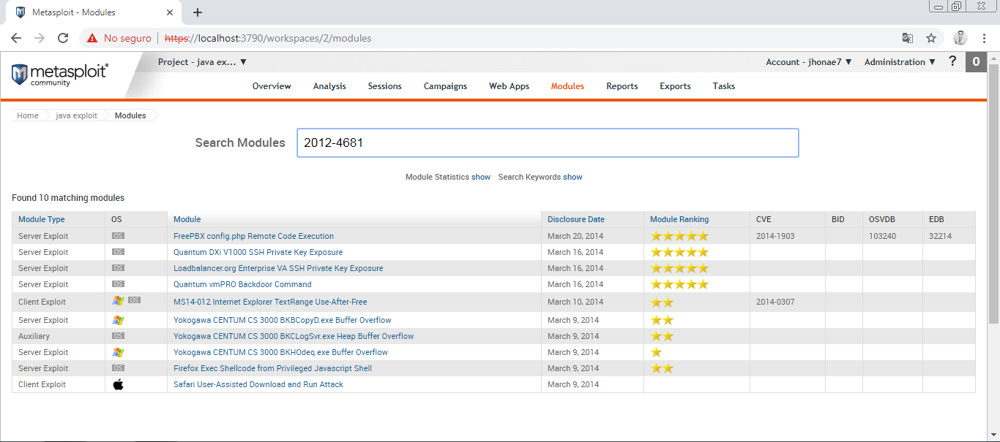 Metasploit - Modules
No seguro https://localhost:3790/workspaces/2/modules
metasploit®
community
Project - java ex... ▼
Account - jhonae7 ▼ Administration ▼ ? 0
Overview Analysis Sessions Campaigns Web Apps Modules Reports Exports Tasks
Home java exploit Modules
Search Modules 2012-4681
Module Statistics show Search Keywords show
Found 10 matching modules
Module Type OS Module Disclosure Date Module Ranking CVE BID OSVDB EDB
Server Exploit OS FreePBX config.php Remote Code Execution March 20, 2014 2014-1903 103240 32214
Server Exploit OS Quantum DXi V1000 SSH Private Key Exposure March 16, 2014
Server Exploit OS Loadbalancer.org Enterprise VA SSH Private Key Exposure March 16, 2014
Server Exploit OS Quantum vmPRO Backdoor Command March 16, 2014
Client Exploit OS MS14-012 Internet Explorer TextRange Use-After-Free March 10, 2014 2014-0307
Server Exploit Yokogawa CENTUM CS 3000 BKBCopyD.exe Buffer Overflow March 9, 2014
Auxiliary OS Yokogawa CENTUM CS 3000 BKCLogSvr.exe Heap Buffer Overflow March 9, 2014
Server Exploit Yokogawa CENTUM CS 3000 BKHOdeq.exe Buffer Overflow March 9, 2014
Server Exploit OS Firefox Exec Shellcode from Privileged Javascript Shell March 9, 2014
Client Exploit Safari User-Assisted Download and Run Attack March 9, 2014